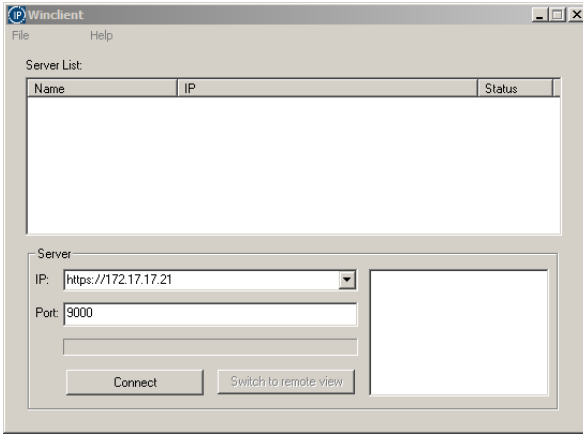 IP Winclient
File Help
Server List:
Name IP Status
Server
IP: https://172.17.17.21
Port: 9000
Connect Switch to remote view